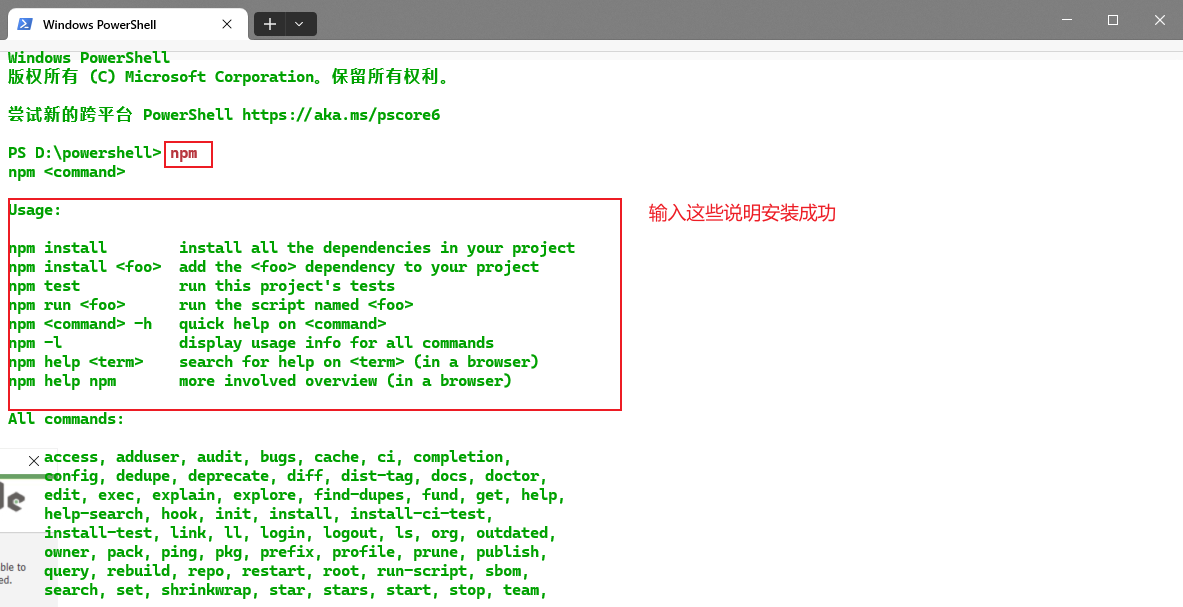 Windows PowerShell
Windows PowerShell
版权所有 (C) Microsoft Corporation。保留所有权利。
尝试新的跨平台 PowerShell https://aka.ms/pscore6
PS D:\powershell> npm
npm <command>
Usage:
输入这些说明安装成功
npm install        install all the dependencies in your project
npm install <foo>  add the <foo> dependency to your project
npm test           run this project's tests
npm run <foo>      run the script named <foo>
npm <command> -h   quick help on <command>
npm -l             display usage info for all commands
npm help <term>    search for help on <term> (in a browser)
npm help npm       more involved overview (in a browser)
All commands:
access, adduser, audit, bugs, cache, ci, completion,
config, dedupe, deprecate, diff, dist-tag, docs, doctor,
edit, exec, explain, explore, find-dupes, fund, get, help,
help-search, hook, init, install, install-ci-test,
install-test, link, ll, login, logout, ls, org, outdated,
owner, pack, ping, pkg, prefix, profile, prune, publish,
query, rebuild, repo, restart, root, run-script, sbom,
search, set, shrinkwrap, star, stars, start, stop, team,
ble to
ed.